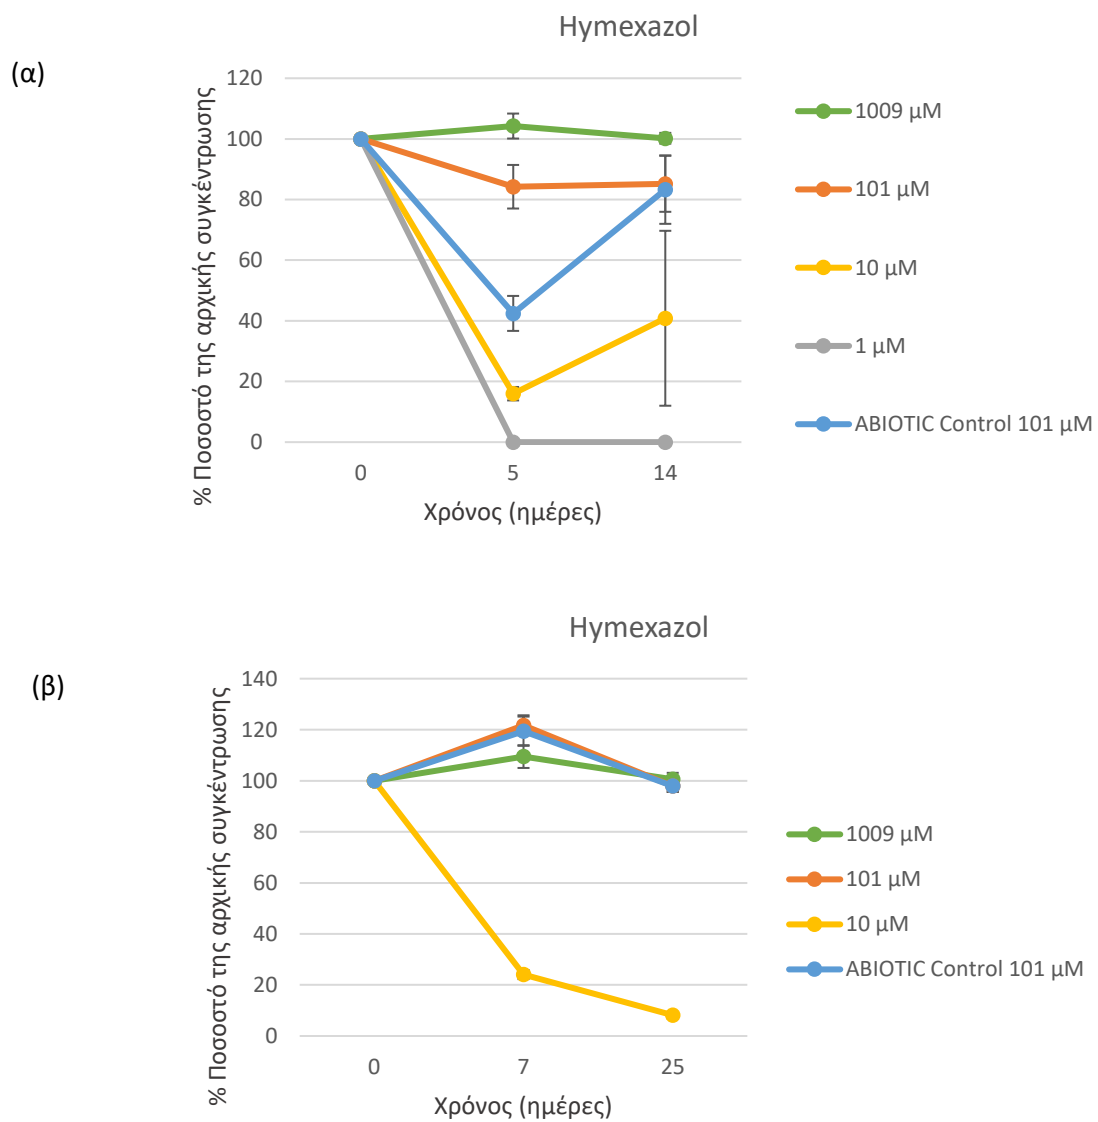 Hymexazol
(α)
% Ποσοστό της αρχικής συγκέντρωσης
120
100
80
60
40
20
0
0 5 14
Χρόνος (ημέρες)
1009 μM
101 μM
10 μM
1 μM
ABIOTIC Control 101 μM
Hymexazol
(β)
% Ποσοστό της αρχικής συγκέντρωσης
140
120
100
80
60
40
20
0
0 7 25
Χρόνος (ημέρες)
1009 μM
101 μM
10 μM
ABIOTIC Control 101 μM